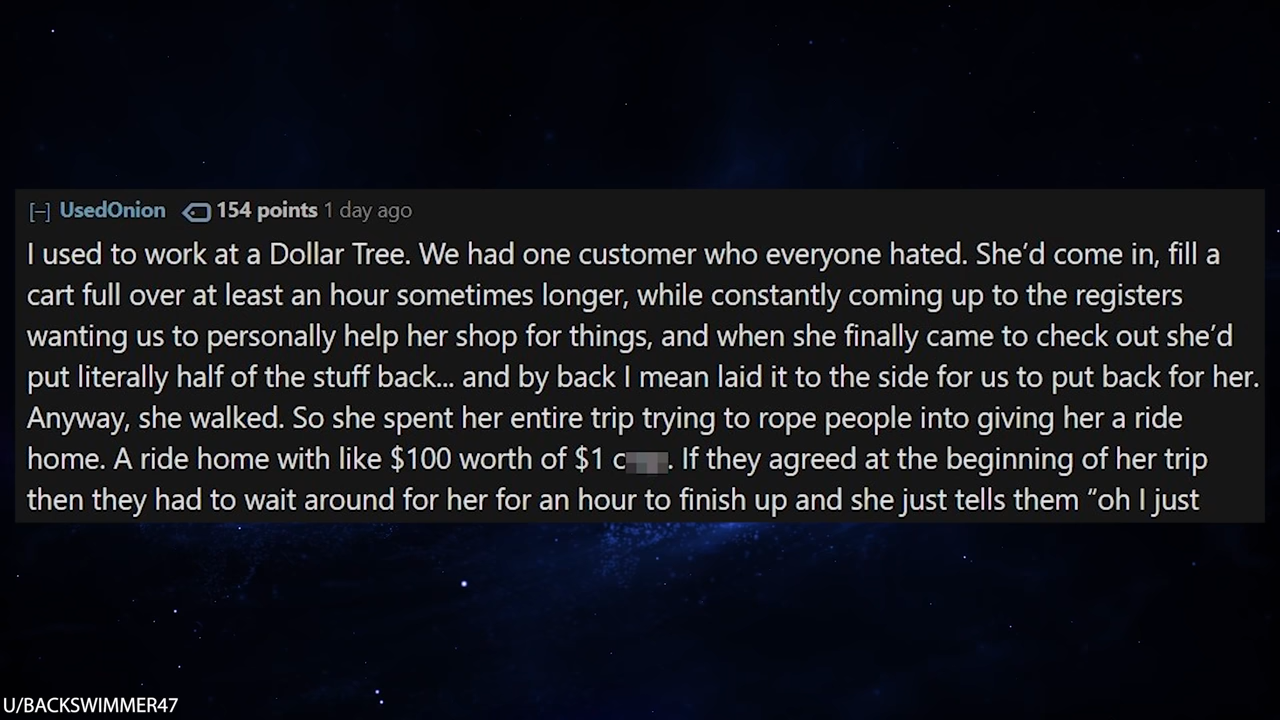 [–] UsedOnion 154 points 1 day ago
I used to work at a Dollar Tree. We had one customer who everyone hated. She’d come in, fill a
cart full over at least an hour sometimes longer, while constantly coming up to the registers
wanting us to personally help her shop for things, and when she finally came to check out she’d
put literally half of the stuff back... and by back I mean laid it to the side for us to put back for her.
Anyway, she walked. So she spent her entire trip trying to rope people into giving her a ride
home. A ride home with like $100 worth of $1 c. If they agreed at the beginning of her trip
then they had to wait around for her for an hour to finish up and she just tells them “oh I just
U/BACKSWIMMER47